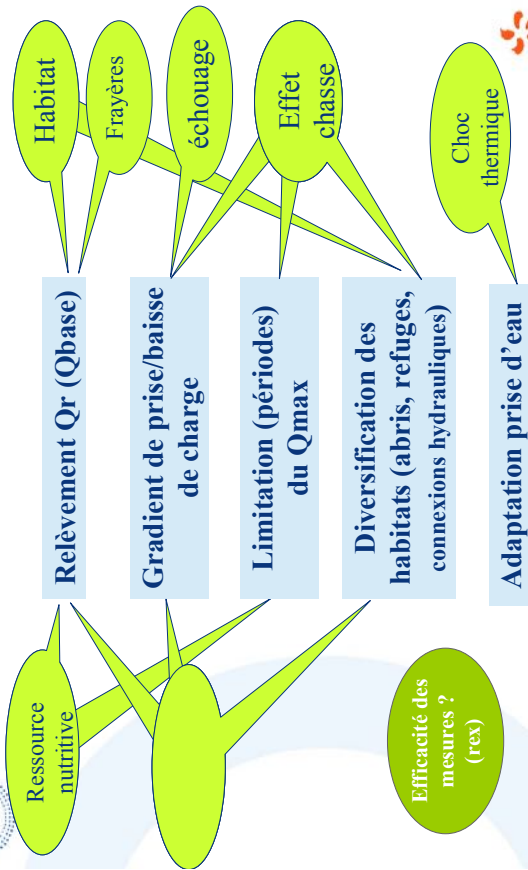 Habitat
Frayères
échouage
Effet
chasse
Choc
thermique
Relèvement Qr (Qbase)
Gradient de prise/baisse
de charge
Limitation (périodes)
du Qmax
Diversification des
habitats (abris, refuges,
connexions hydrauliques)
Adaptation prise d’eau
Ressource
nutritive
Efficacité des
mesures ?
(rex)